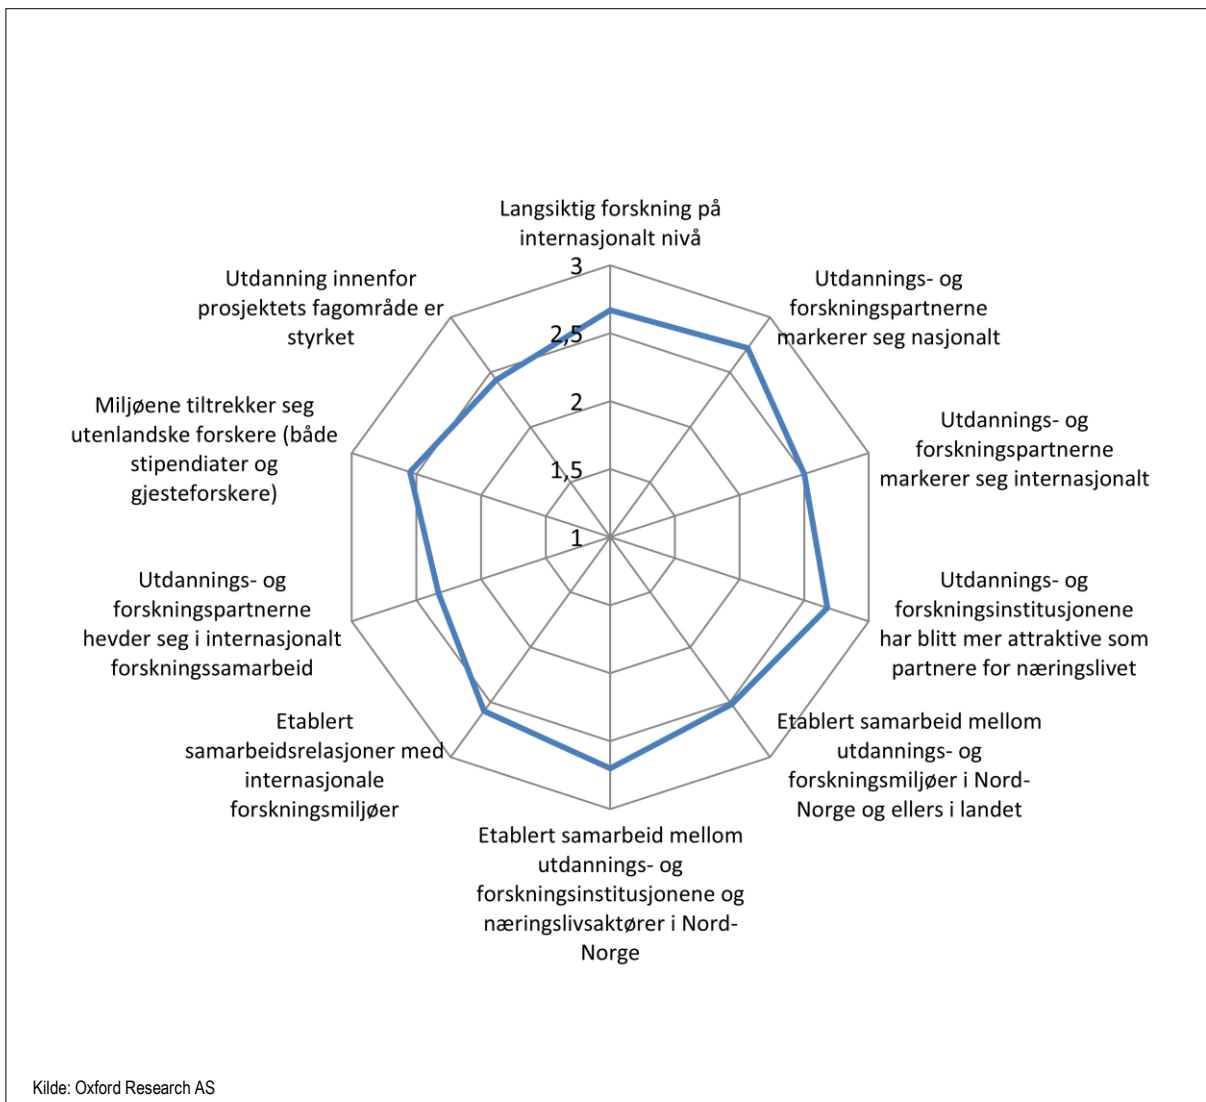 Langsiktig forskning på
internasjonalt nivå
Utdannings- og
forskningspartnerne
markerer seg nasjonalt
Utdannings- og
forskningspartnerne
markerer seg internasjonalt
Utdannings- og
forskningsinstitusjonene
har blitt mer attraktive som
partnere for næringslivet
Etablert samarbeid mellom
utdannings- og
forskningsmiljøer i Nord-
Norge og ellers i landet
Etablert samarbeid mellom
utdannings- og
forskningsinstitusjonene og
næringslivsaktører i Nord-
Norge
Etablert
samarbeidsrelasjoner med
internasjonale
forskningsmiljøer
Utdannings- og
forskningspartnerne
hevder seg i internasjonalt
forskningssamarbeid
Miljøene tiltrekker seg
utenlandske forskere (både
stipendiater og
gjesteforskere)
Utdanning innenfor
prosjektets fagområde er
styrket
3
2,5
2
1,5
1
Kilde: Oxford Research AS